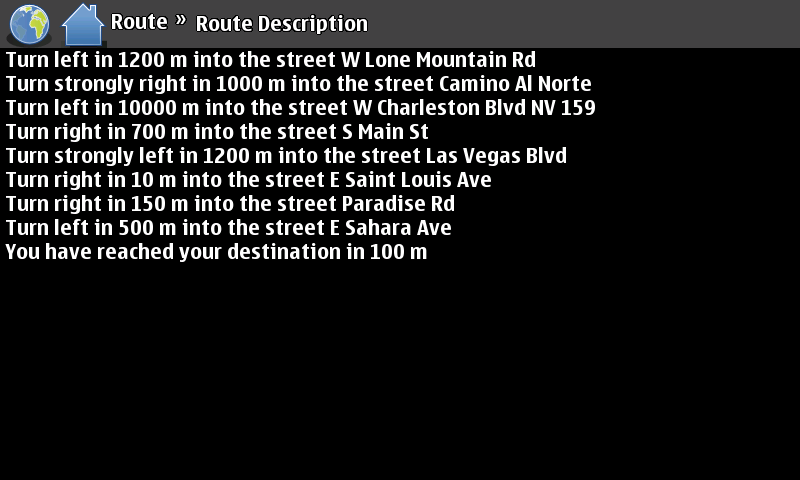 Route » Route Description
Turn left in 1200 m into the street W Lone Mountain Rd
Turn strongly right in 1000 m into the street Camino Al Norte
Turn left in 10000 m into the street W Charleston Blvd NV 159
Turn right in 700 m into the street S Main St
Turn strongly left in 1200 m into the street Las Vegas Blvd
Turn right in 10 m into the street E Saint Louis Ave
Turn right in 150 m into the street Paradise Rd
Turn left in 500 m into the street E Sahara Ave
You have reached your destination in 100 m